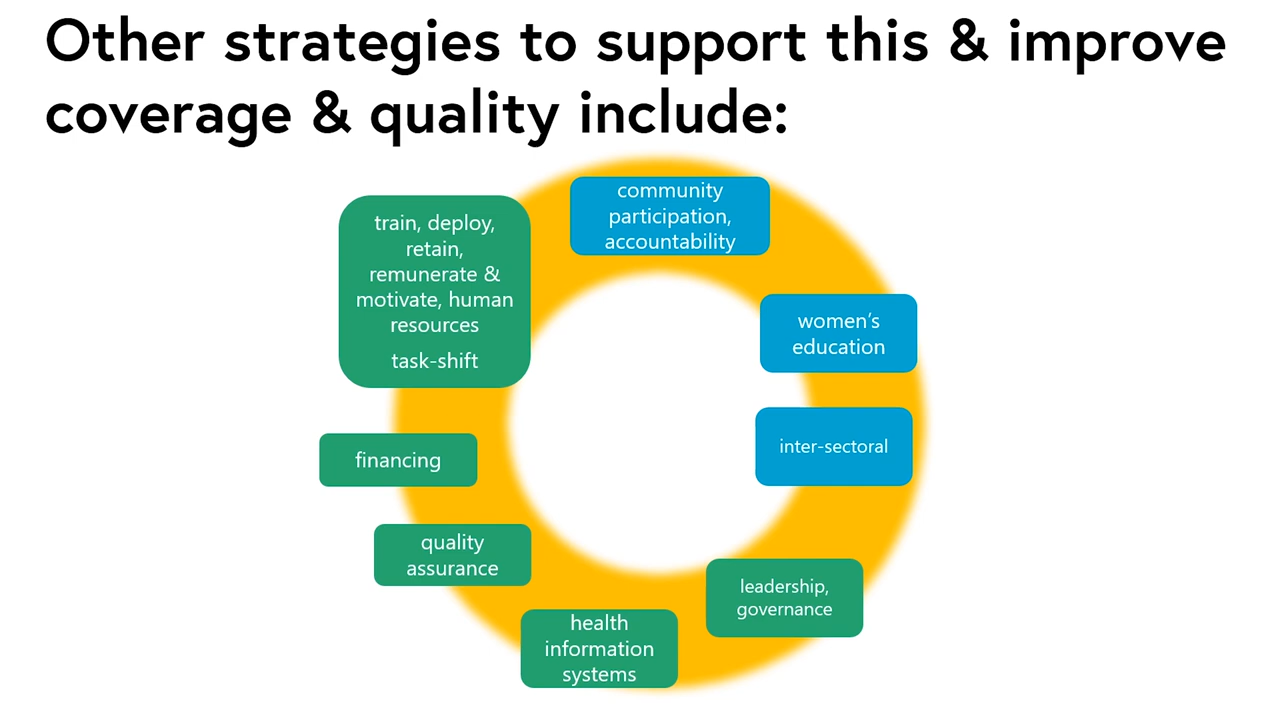 Other strategies to support this & improve
coverage & quality include:
community
participation,
accountability
women's
education
inter-sectoral
leadership,
governance
health
information
systems
quality
assurance
financing
train, deploy,
retain,
remunerate &
motivate, human
resources
task-shift